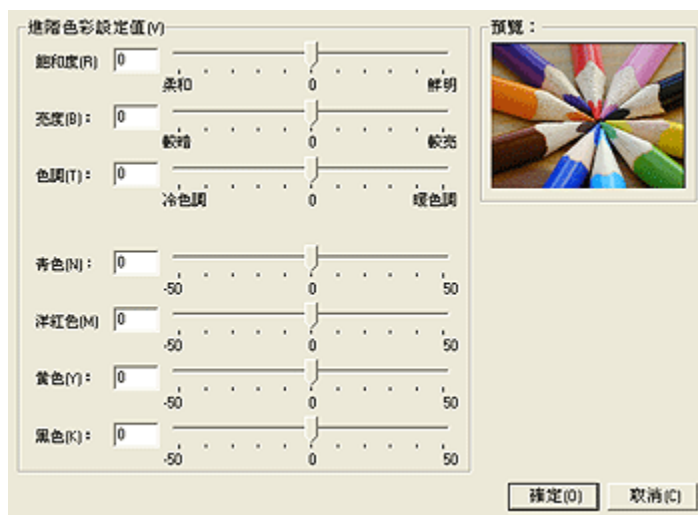 進階色彩設定值(V)
飽和度(R) 0
柔和 0 鮮明
亮度(B)： 0
較暗 0 較亮
色調(T)： 0
冷色調 0 暖色調
青色(N)： 0
-50 0 50
洋紅色(M) 0
-50 0 50
黃色(Y)： 0
-50 0 50
黑色(K)： 0
-50 0 50
預覽：
確定(O) 取消(C)